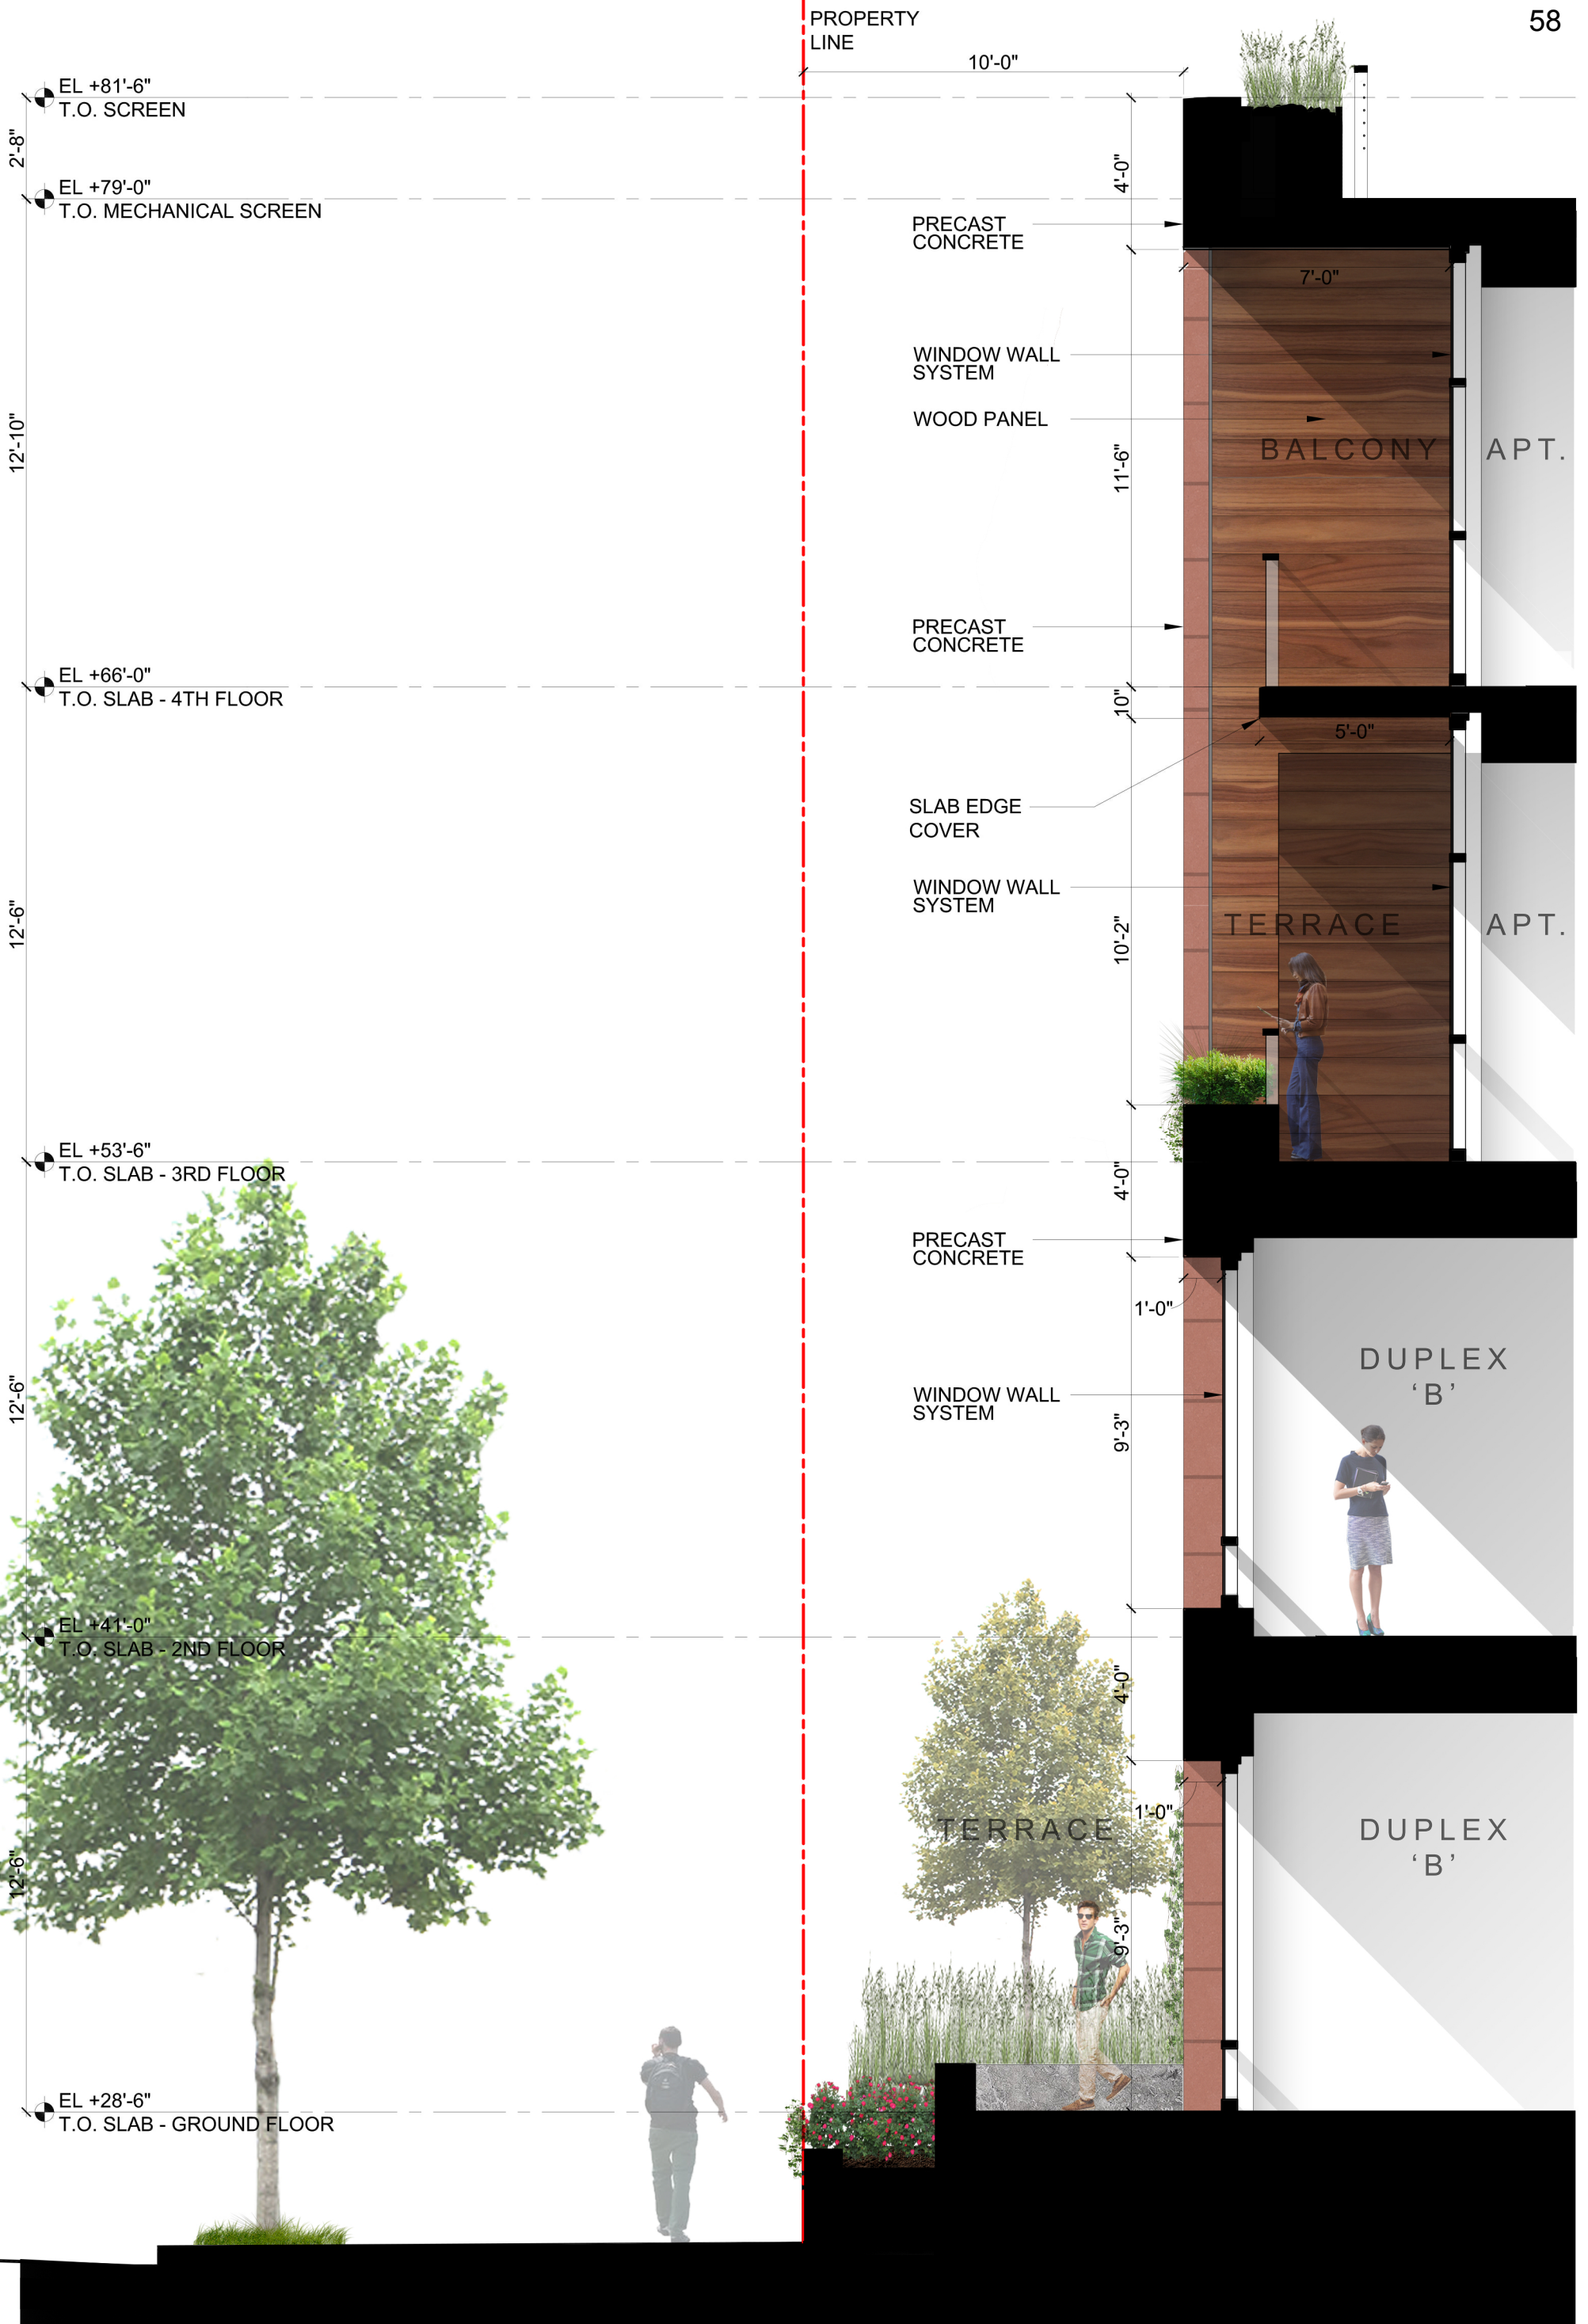 58
PROPERTY
LINE
10'-0"
EL +81'-6"
T.O. SCREEN
2'-8"
EL +79'-0"
T.O. MECHANICAL SCREEN
4'-0"
PRECAST
CONCRETE
7'-0"
WINDOW WALL
SYSTEM
WOOD PANEL
12'-10"
11'-6"
BALCONY
APT.
PRECAST
CONCRETE
EL +66'-0"
T.O. SLAB - 4TH FLOOR
10"
5'-0"
SLAB EDGE
COVER
WINDOW WALL
SYSTEM
12'-6"
10'-2"
TERRACE
APT.
EL +53'-6"
T.O. SLAB - 3RD FLOOR
4'-0"
PRECAST
CONCRETE
1'-0"
DUPLEX
‘B’
WINDOW WALL
SYSTEM
12'-6"
9'-3"
EL +41'-0"
T.O. SLAB - 2ND FLOOR
4'-0"
1'-0"
TERRACE
DUPLEX
‘B’
12'-6"
9'-3"
EL +28'-6"
T.O. SLAB - GROUND FLOOR